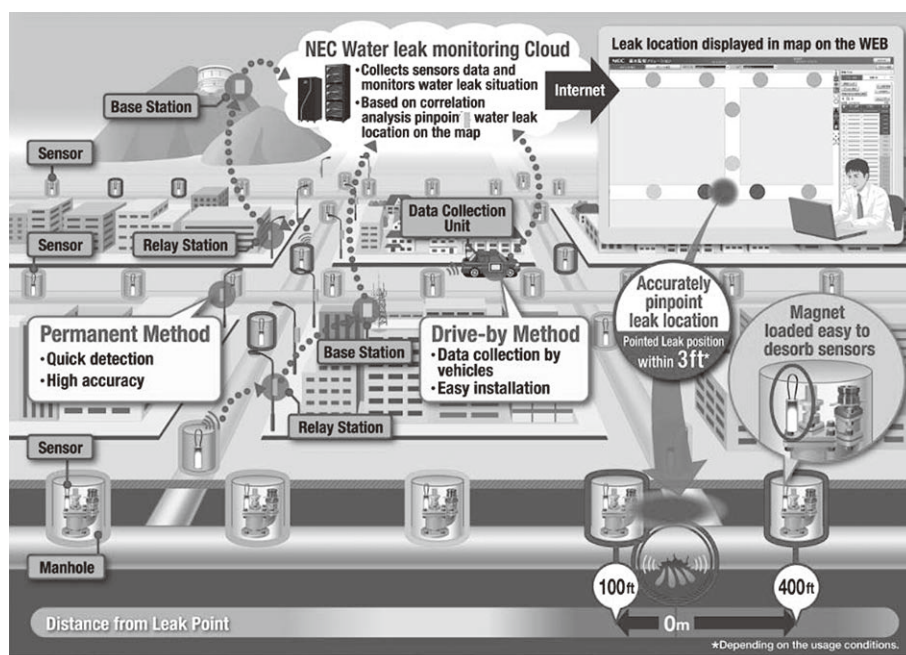 NEC Water leak monitoring Cloud
•Collects sensors data and
monitors water leak situation
•Based on correlation
analysis pinpoin water leak
location on the map
Internet
Leak location displayed in map on the WEB
NEC
Base Station
Sensor
Sensor
Relay Station
Data Collection
Unit
Permanent Method
•Quick detection
•High accuracy
Base Station
Drive-by Method
•Data collection by
vehicles
•Easy installation
Relay Station
Accurately
pinpoint
leak location
Pointed Leak position
within 3ft*
Magnet
loaded easy to
desorb sensors
Sensor
Manhole
100ft
400ft
Distance from Leak Point
0m
*Depending on the usage conditions.